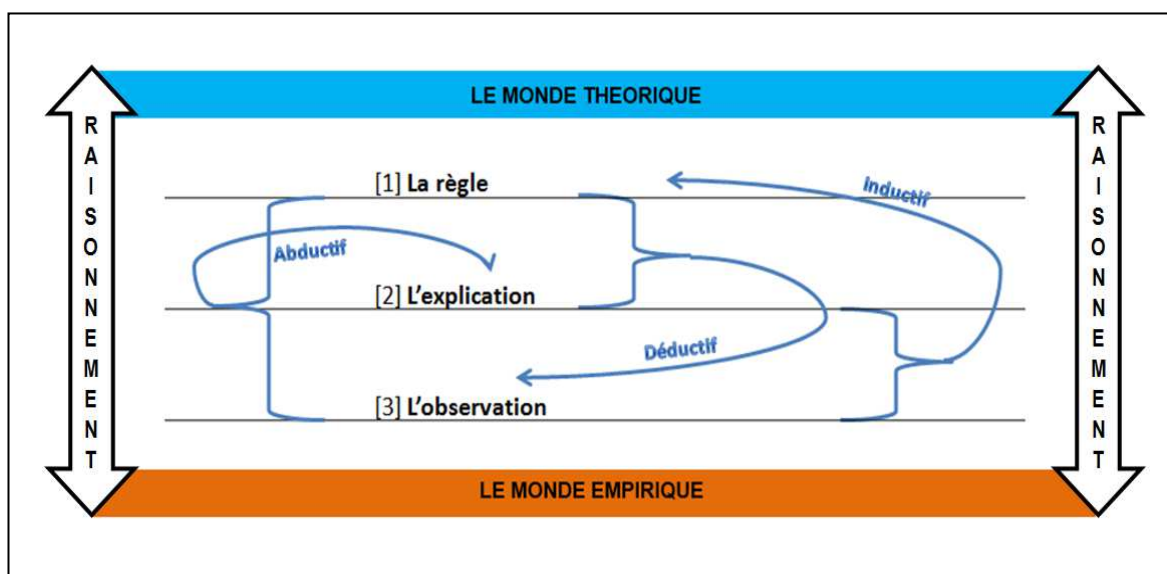 LE MONDE THEORIQUE
RAISONNEMENT
[1] La règle
Inductif
Abductif
[2] L'explication
Déductif
[3] L'observation
RAISONNEMENT
LE MONDE EMPIRIQUE